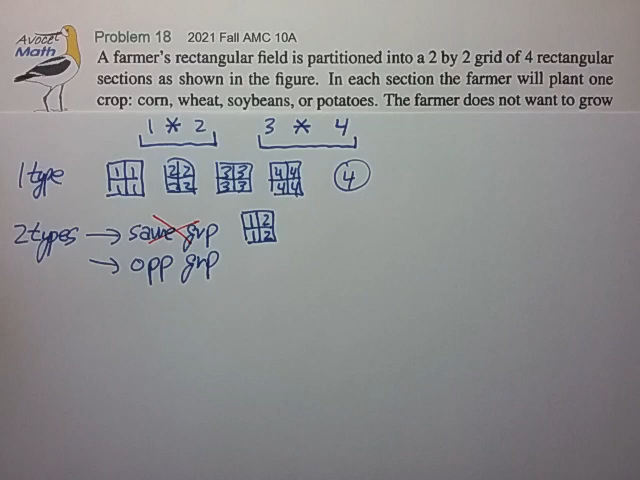 Avocet
Math
Problem 18 2021 Fall AMC 10A
A farmer's rectangular field is partitioned into a 2 by 2 grid of 4 rectangular
sections as shown in the figure. In each section the farmer will plant one
crop: corn, wheat, soybeans, or potatoes. The farmer does not want to grow
1 * 2 3 * 4
1 type 1 1 2 2 3 3 4 4 4
1 1 2 2 3 3 4 4
2 types → same grp 1 2
1 2
→ opp grp